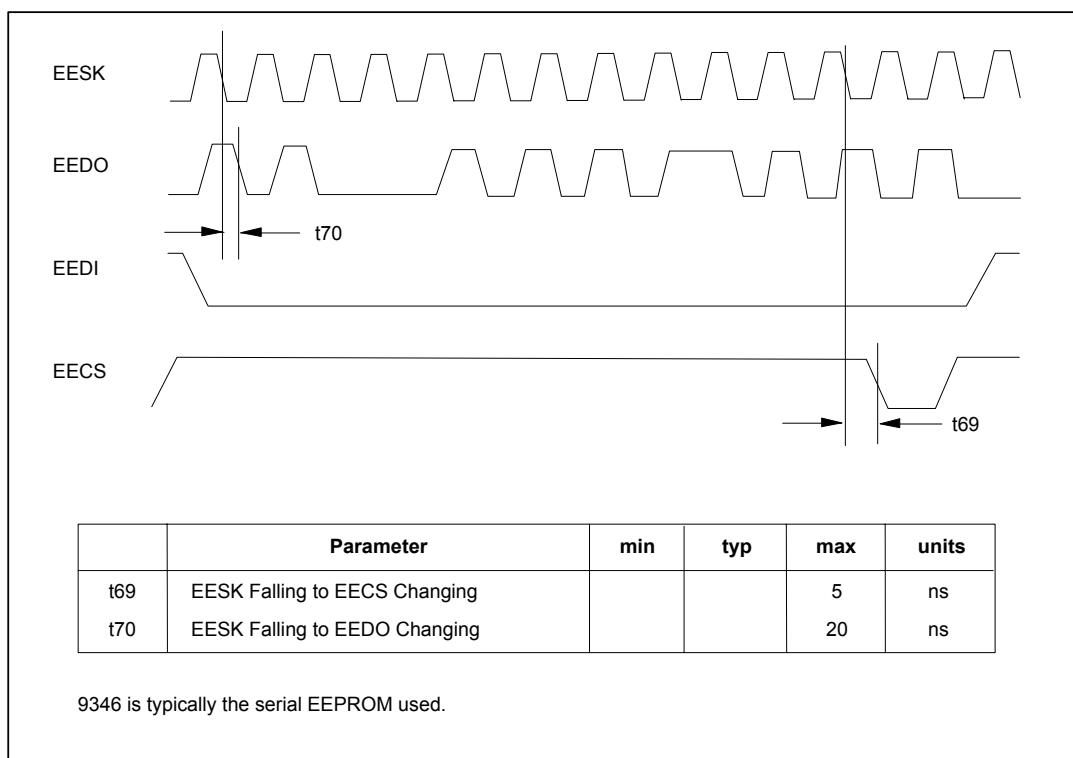 EESK
EEDO
t70
EEDI
EECS
t69
Parameter min typ max units
t69 EESK Falling to EECS Changing 5 ns
t70 EESK Falling to EEDO Changing 20 ns
9346 is typically the serial EEPROM used.